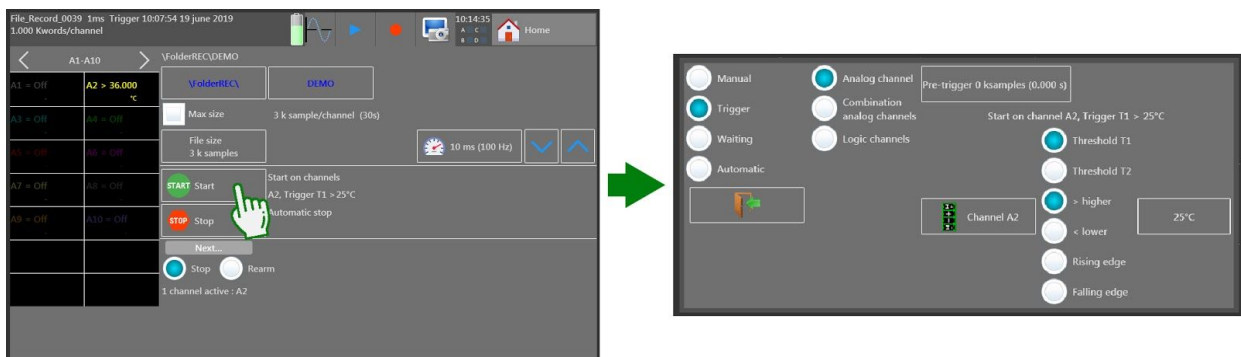 File_Record_0039 1ms Trigger 10:07:54 19 june 2019
1.000 Kwords/channel
10:14:35
A C
B D
Home
A1-A10
\FolderREC\DEMO
A1 = Off
A2 > 36.000
°C
A3 = Off
A4 = Off
A5 = Off
A6 = Off
A7 = Off
A8 = Off
A9 = Off
A10 = Off
\FolderREC\
DEMO
Max size
3 k sample/channel (30s)
File size
3 k samples
10 ms (100 Hz)
START Start
Start on channels
A2, Trigger T1 >25°C
STOP Stop
Automatic stop
Next...
Stop
Rearm
1 channel active : A2
Manual
Trigger
Waiting
Automatic
Analog channel
Combination
analog channels
Logic channels
Pre-trigger 0 ksamples (0.000 s)
Start on channel A2, Trigger T1 > 25°C
Threshold T1
Threshold T2
> higher
< lower
Rising edge
Falling edge
Channel A2
25°C